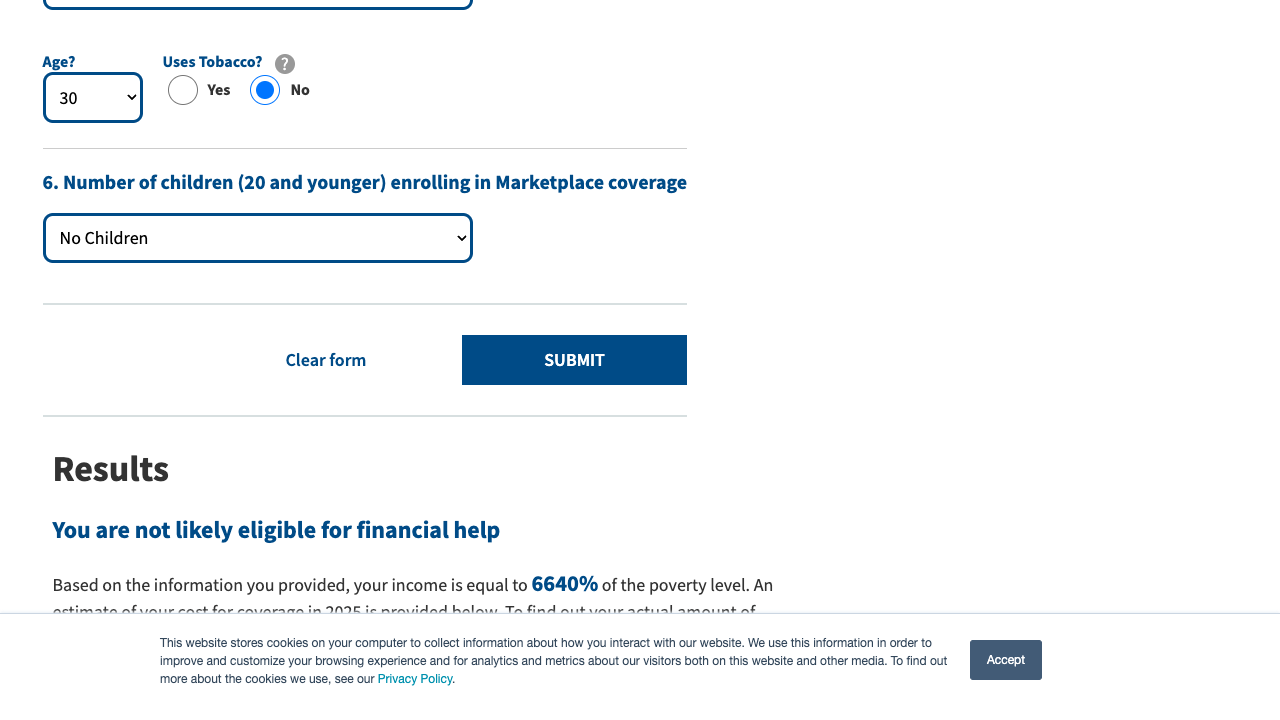 Age?
Uses Tobacco? ?
30
Yes
No
6. Number of children (20 and younger) enrolling in Marketplace coverage
No Children
Clear form
SUBMIT
Results
You are not likely eligible for financial help
Based on the information you provided, your income is equal to 6640% of the poverty level. An
estimate of your cost for coverage in 2025 is provided below. To find out your actual amount of
This website stores cookies on your computer to collect information about how you interact with our website. We use this information in order to
improve and customize your browsing experience and for analytics and metrics about our visitors both on this website and other media. To find out
more about the cookies we use, see our Privacy Policy.
Accept